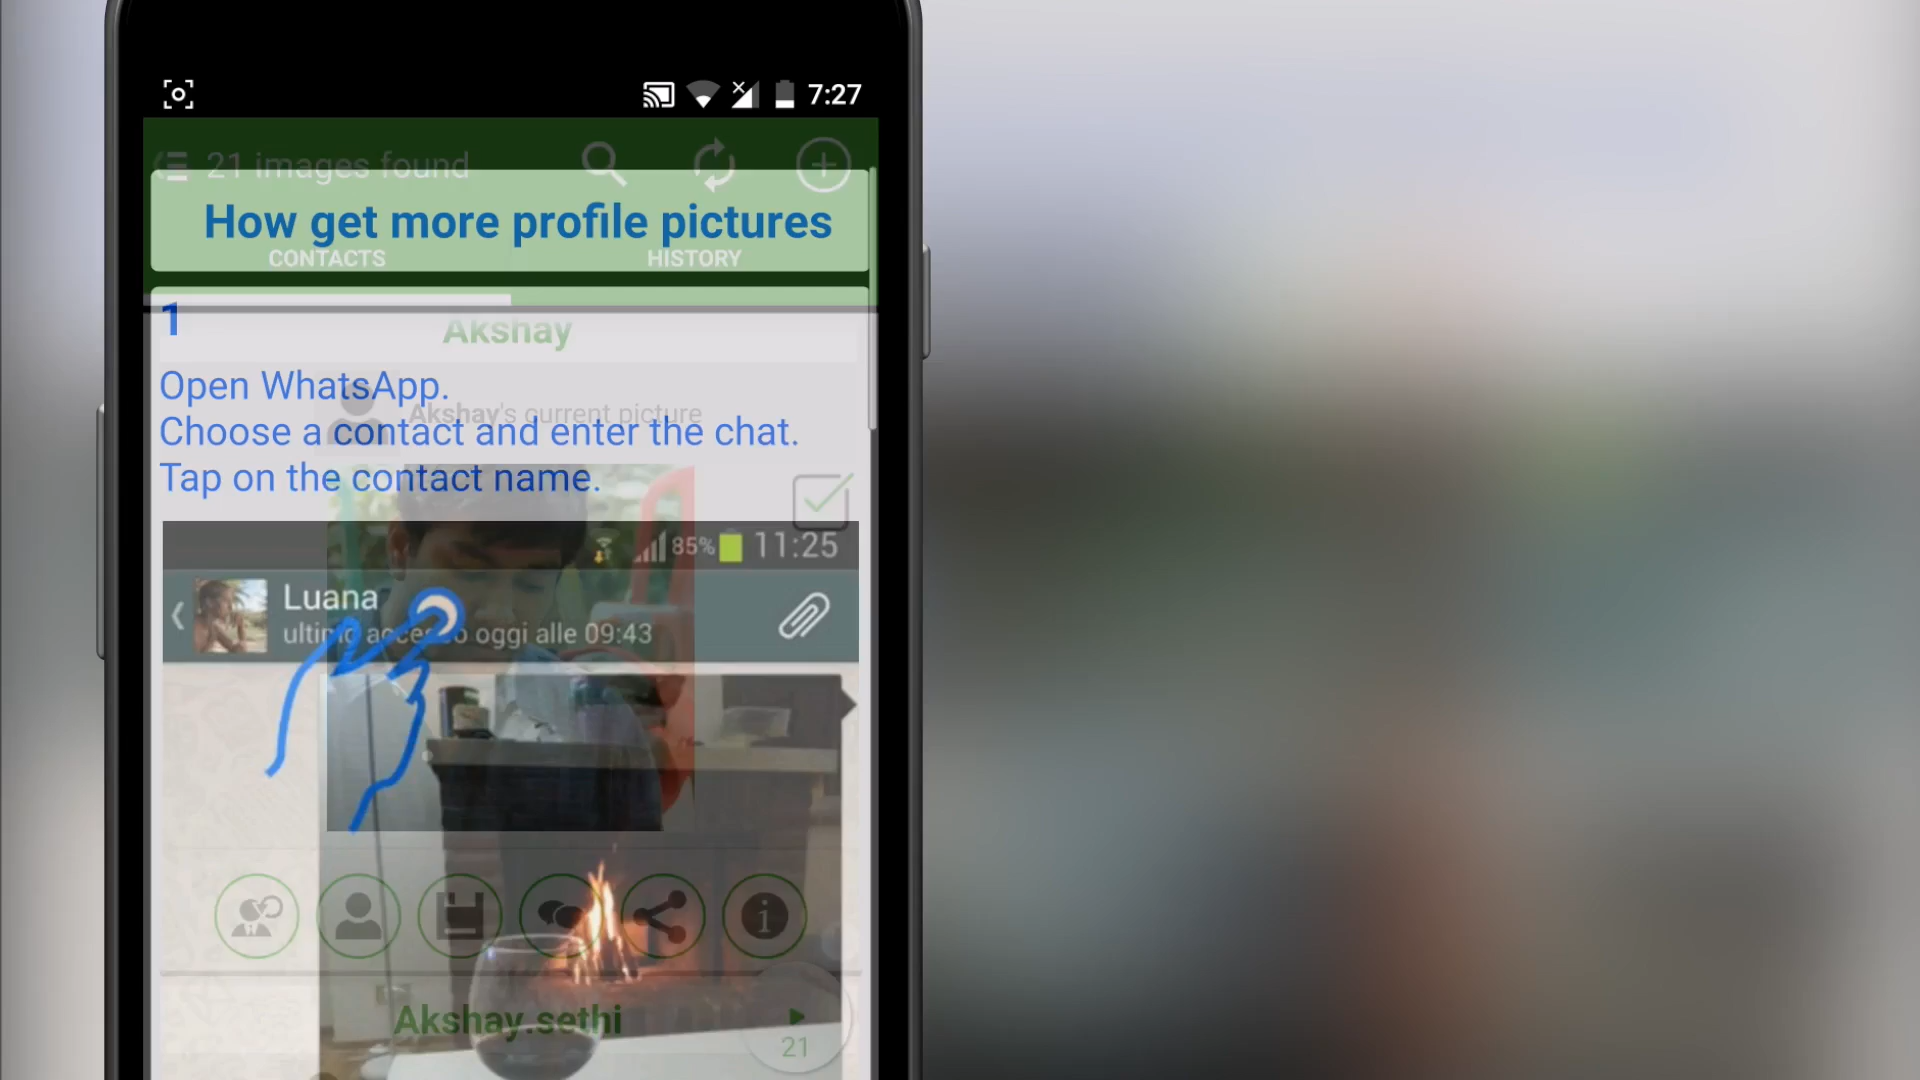 7:27
21 images found
How get more profile pictures
CONTACTS
HISTORY
1
Akshay
Open WhatsApp.
Akshay's current picture
Choose a contact and enter the chat.
Tap on the contact name.
85% 11:25
Luana
ultimo accesso oggi alle 09:43
Akshay.sethi
21